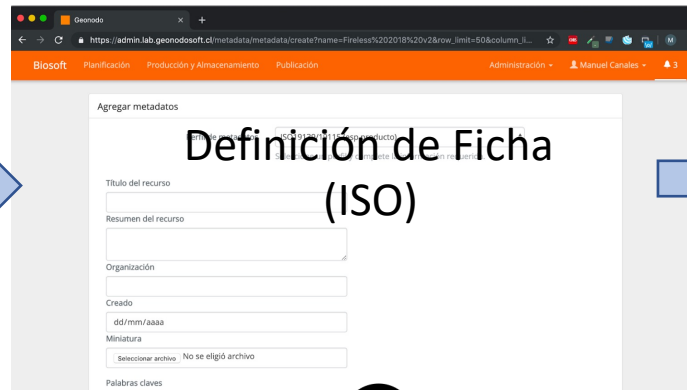 Geonodo
https://admin.lab.geonodosoft.cl/metadata/metadata/create?name=Fireless%202018%20v2&row_limit=50&column_li...
Biosoft Planificación Producción y Almacenamiento Publicación Administración Manuel Canales 3
Agregar metadatos
Definición de Ficha
(ISO)
Título del recurso
Resumen del recurso
Organización
Creado
dd/mm/aaaa
Miniatura
Seleccionar archivo No se eligió archivo
Palabras claves